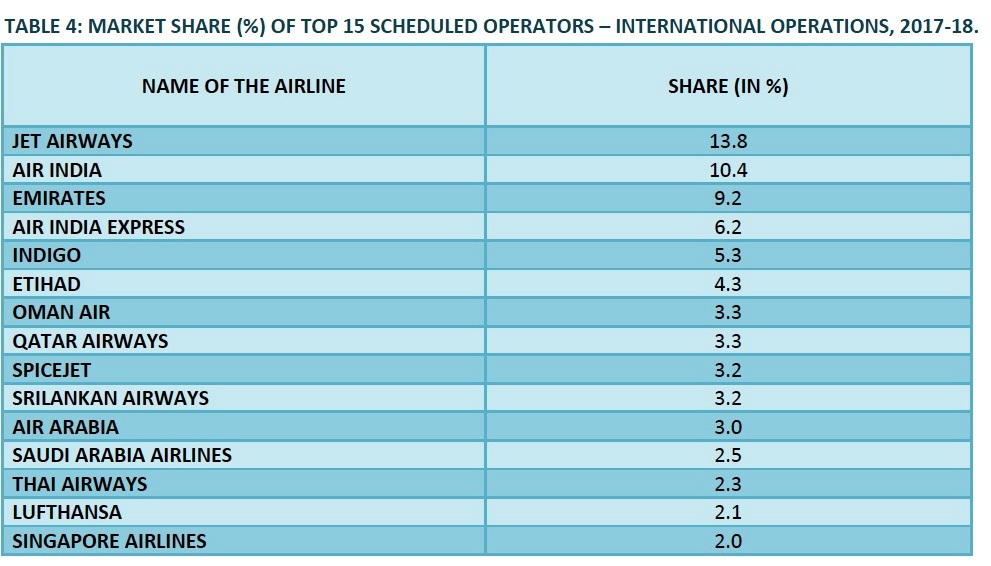 TABLE 4: MARKET SHARE (%) OF TOP 15 SCHEDULED OPERATORS – INTERNATIONAL OPERATIONS, 2017-18.
NAME OF THE AIRLINE SHARE (IN %)
JET AIRWAYS 13.8
AIR INDIA 10.4
EMIRATES 9.2
AIR INDIA EXPRESS 6.2
INDIGO 5.3
ETIHAD 4.3
OMAN AIR 3.3
QATAR AIRWAYS 3.3
SPICEJET 3.2
SRILANKAN AIRWAYS 3.2
AIR ARABIA 3.0
SAUDI ARABIA AIRLINES 2.5
THAI AIRWAYS 2.3
LUFTHANSA 2.1
SINGAPORE AIRLINES 2.0